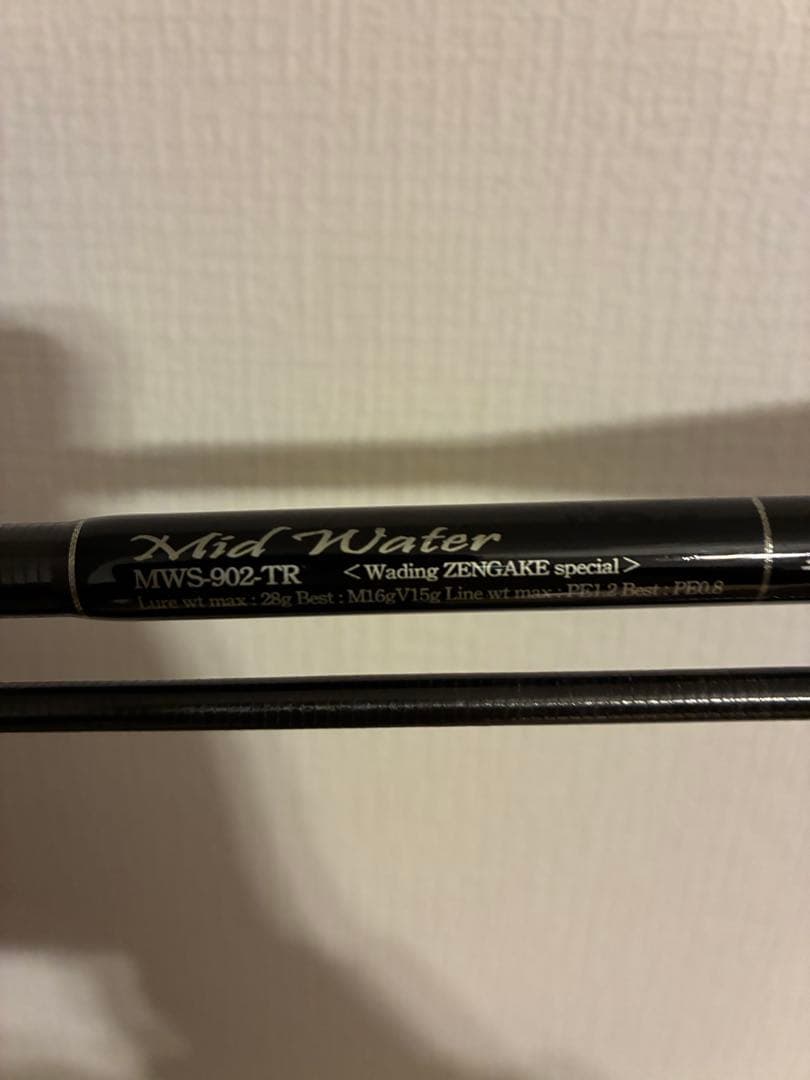 Mid Water
MWS-902-TR <Wading ZENGAKE special>
Lure wt max : 28g Best : M16gV15g Line wt max : PE1.2 Best : PE0.8